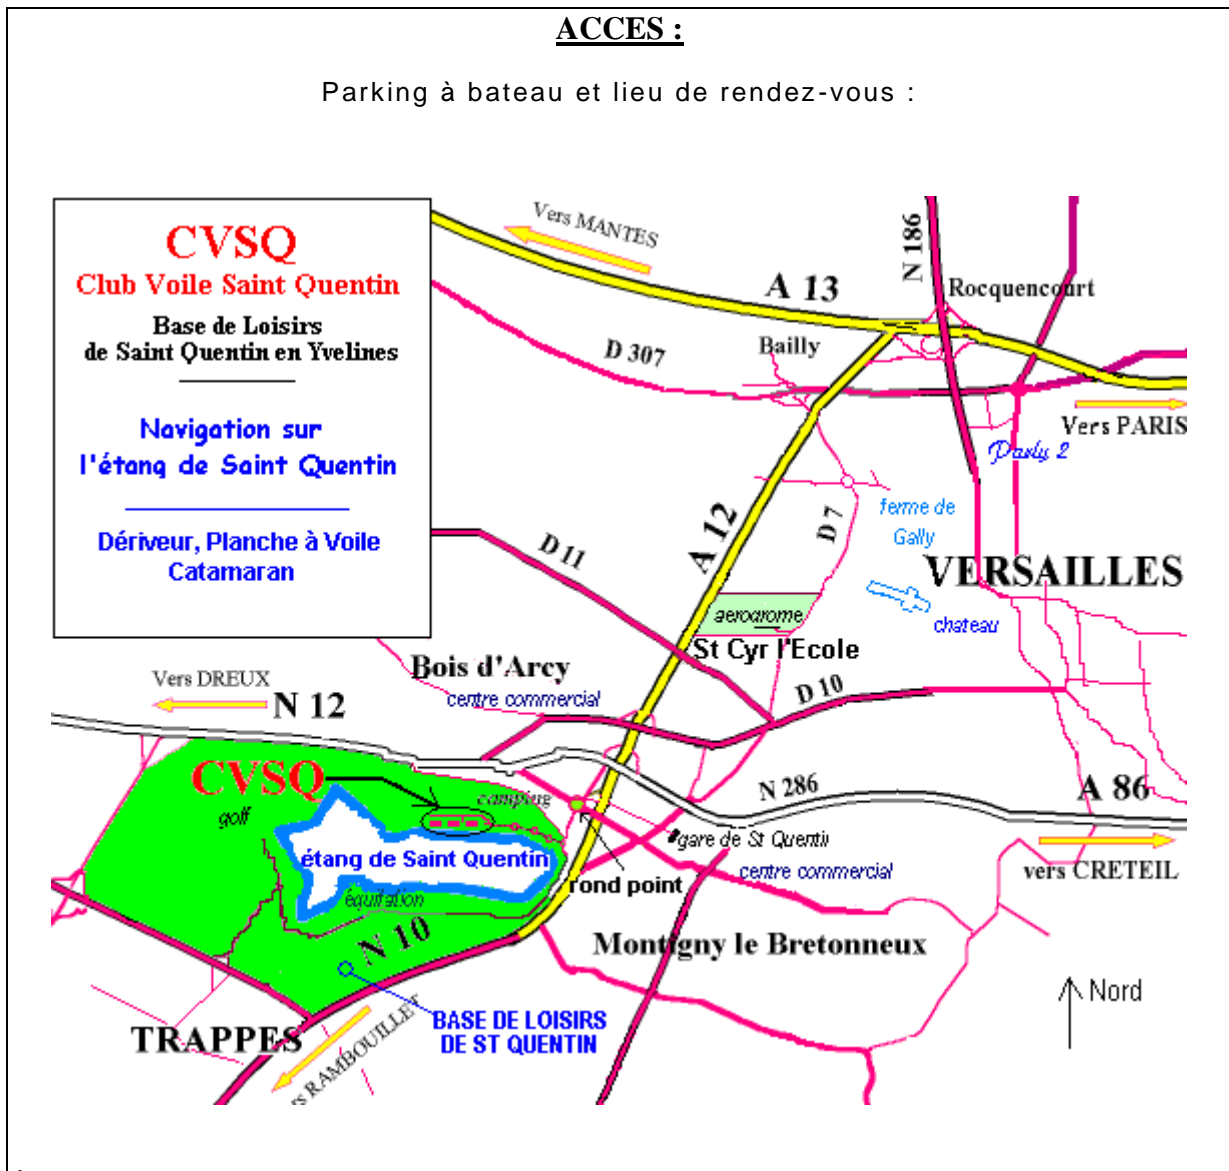 ACCES :
Parking à bateau et lieu de rendez-vous :
CVSQ
Club Voile Saint Quentin
Base de Loisirs
de Saint Quentin en Yvelines
Navigation sur
l'étang de Saint Quentin
Dériveur, Planche à Voile
Catamaran
Vers MANTES
A 13
N 186
Rocquencourt
Bailly
D 307
Vers PARIS
Parly 2
A 12
D 7
ferme de
Gally
D 11
VERSAILLES
aerodrome
chateau
St Cyr l'Ecole
Bois d'Arcy
centre commercial
D 10
Vers DREUX
N 12
CVSQ
camping
golf
N 286
A 86
gare de St Quentin
étang de Saint Quentin
rond point
centre commercial
vers CRETEIL
équitation
N 10
Montigny le Bretonneux
Nord
BASE DE LOISIRS
DE ST QUENTIN
TRAPPES
rs RAMBOUILLET